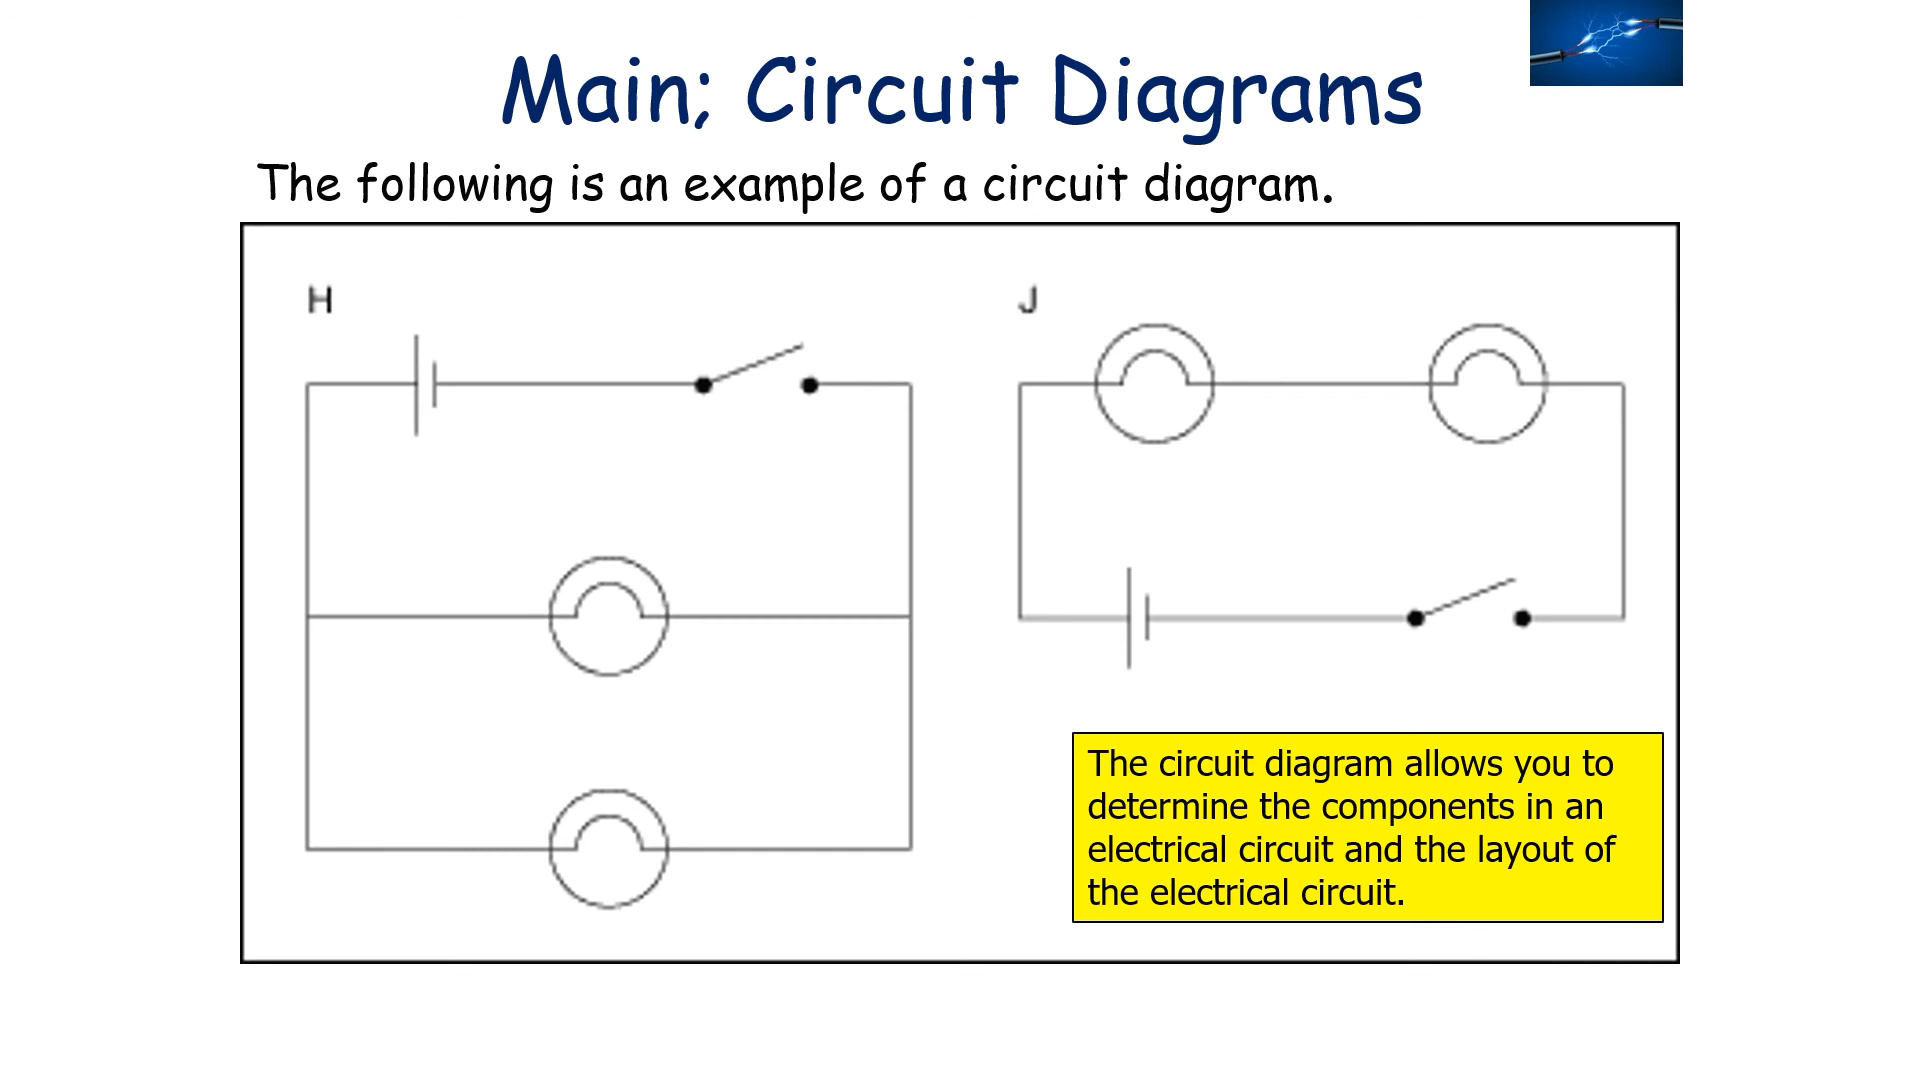 Main; Circuit Diagrams
The following is an example of a circuit diagram.
H
J
The circuit diagram allows you to
determine the components in an
electrical circuit and the layout of
the electrical circuit.